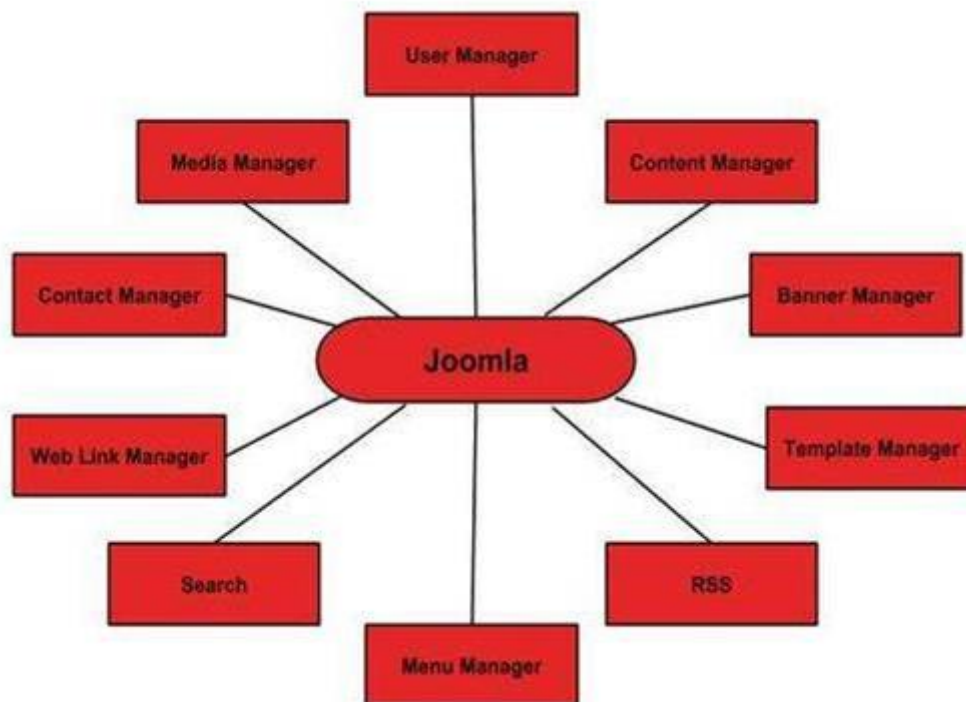 User Manager
Media Manager
Content Manager
Contact Manager
Banner Manager
Joomla
Web Link Manager
Template Manager
Search
RSS
Menu Manager